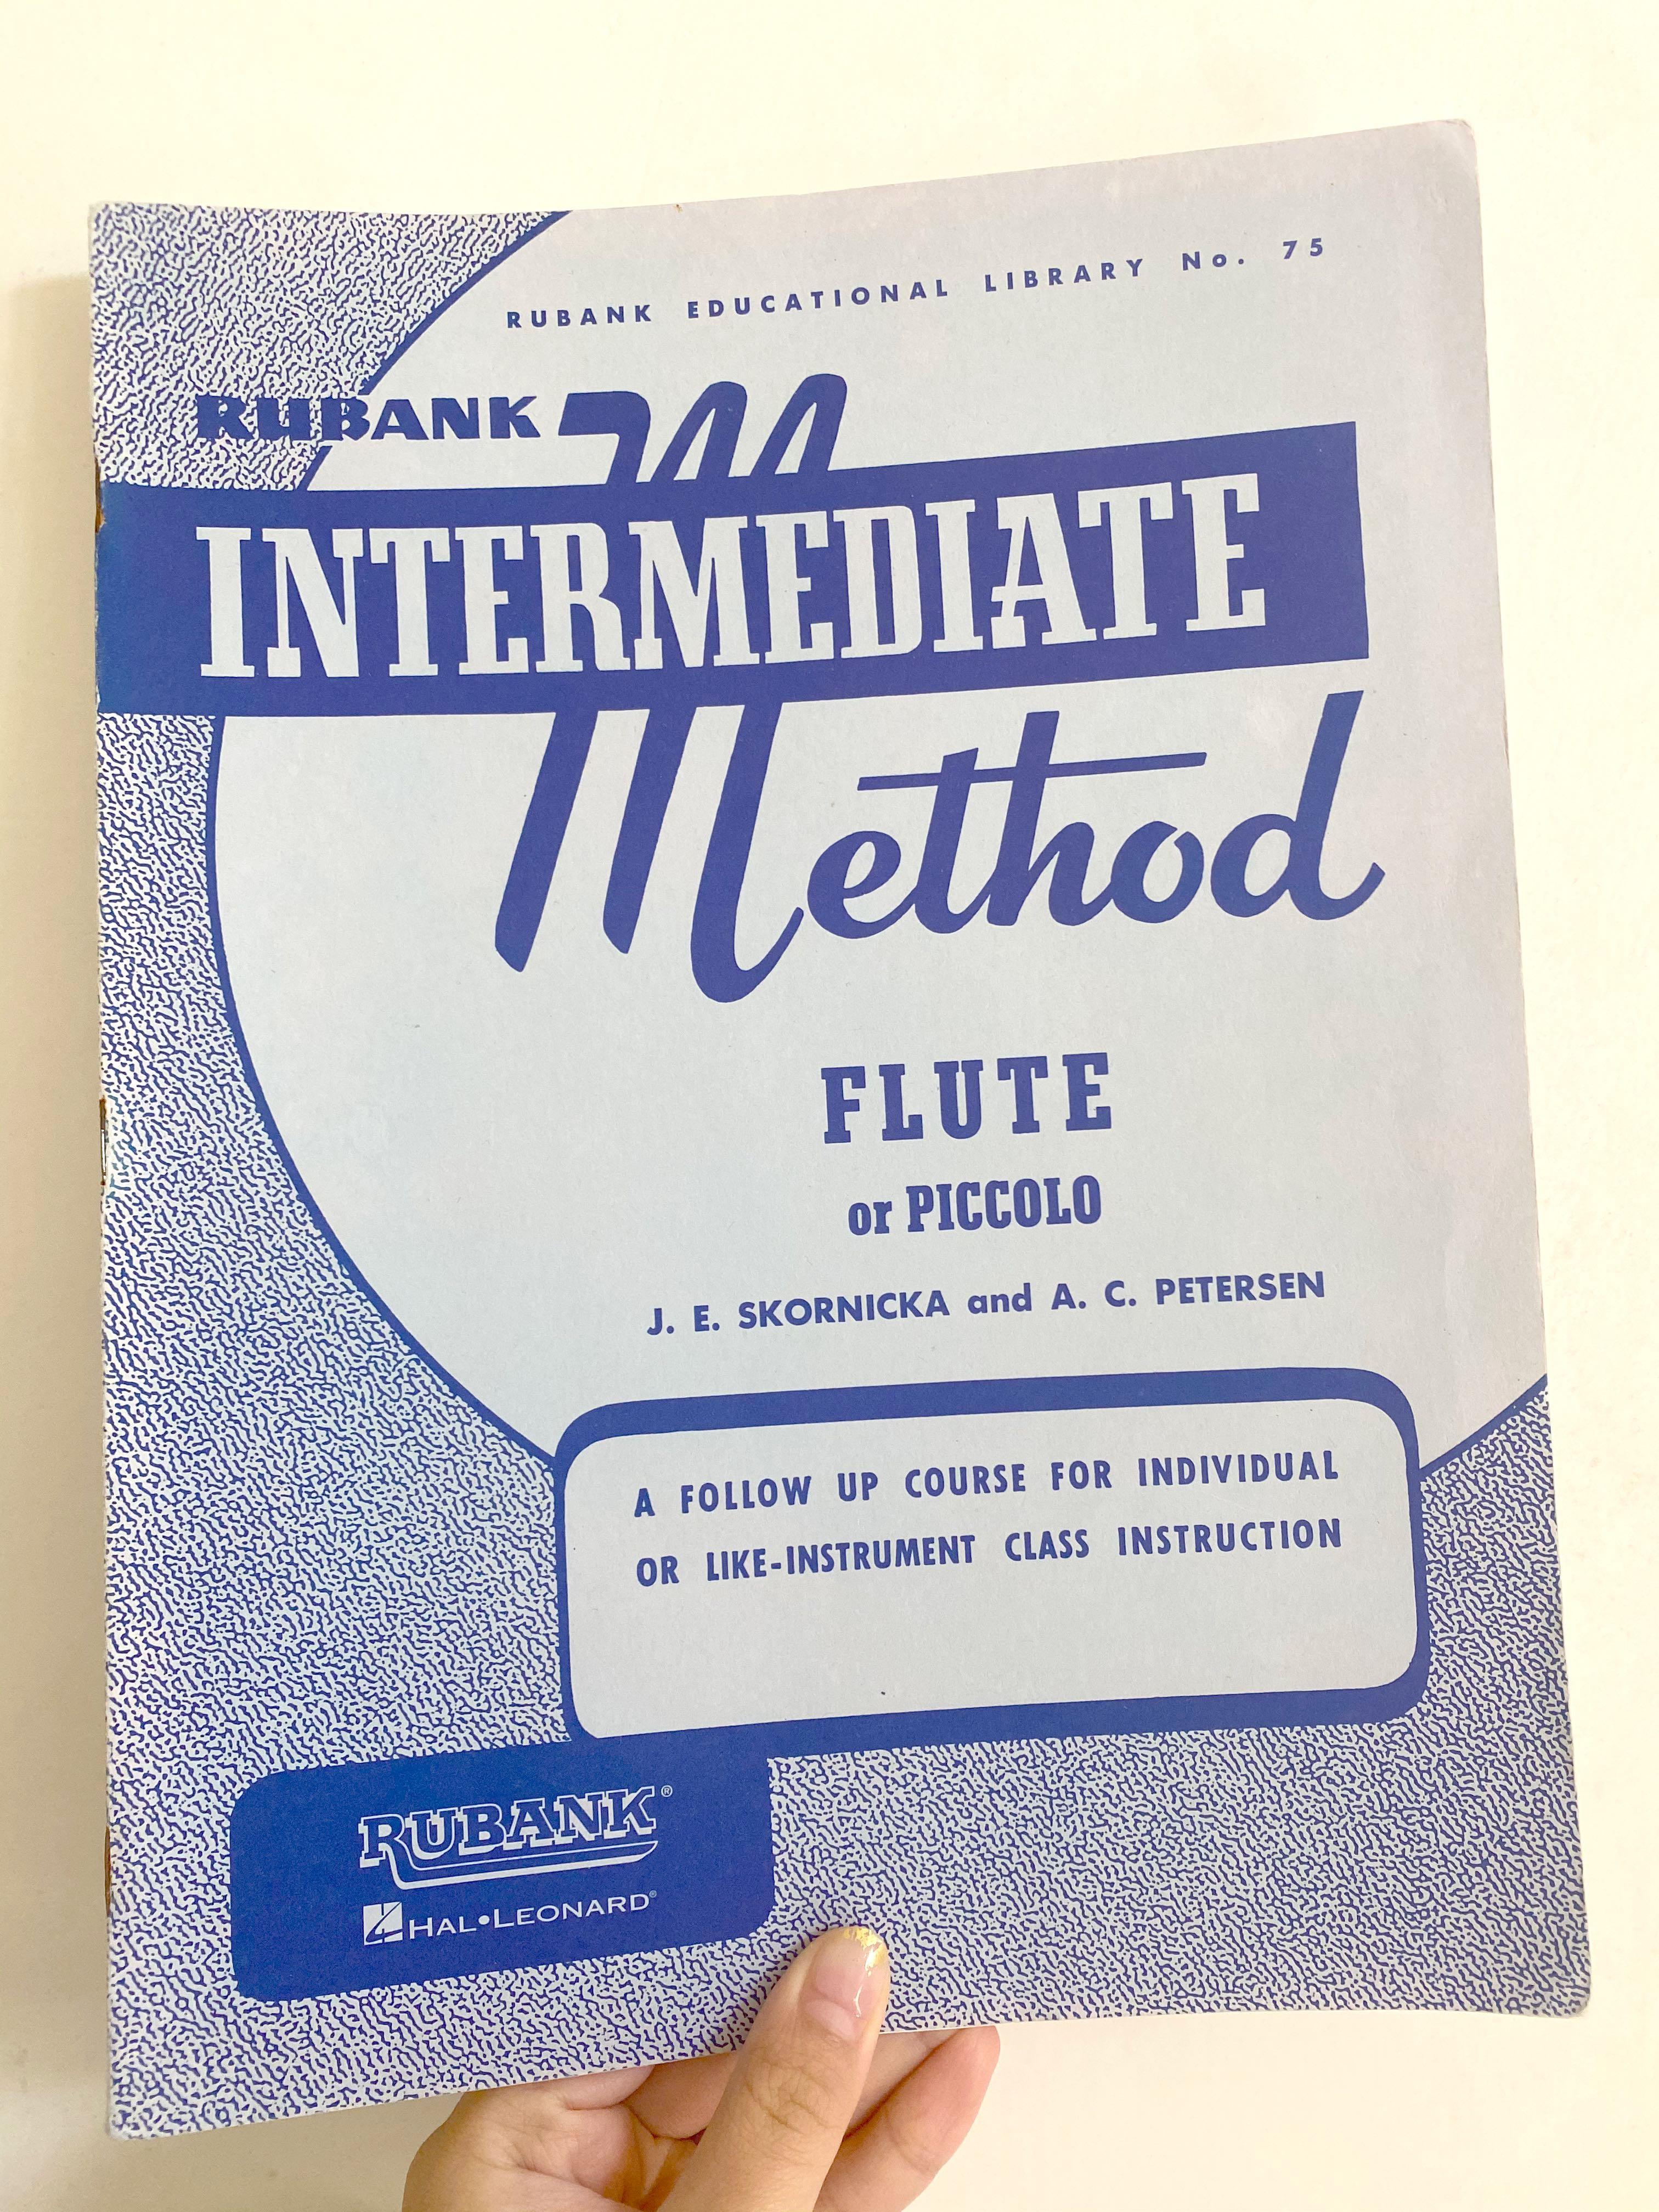 RUBANK EDUCATIONAL LIBRARY No. 75
RUBANK
INTERMEDIATE
Method
FLUTE
or PICCOLO
J. E. SKORNICKA and A. C. PETERSEN
A FOLLOW UP COURSE FOR INDIVIDUAL
OR LIKE-INSTRUMENT CLASS INSTRUCTION
RUBANK®
HAL•LEONARD®